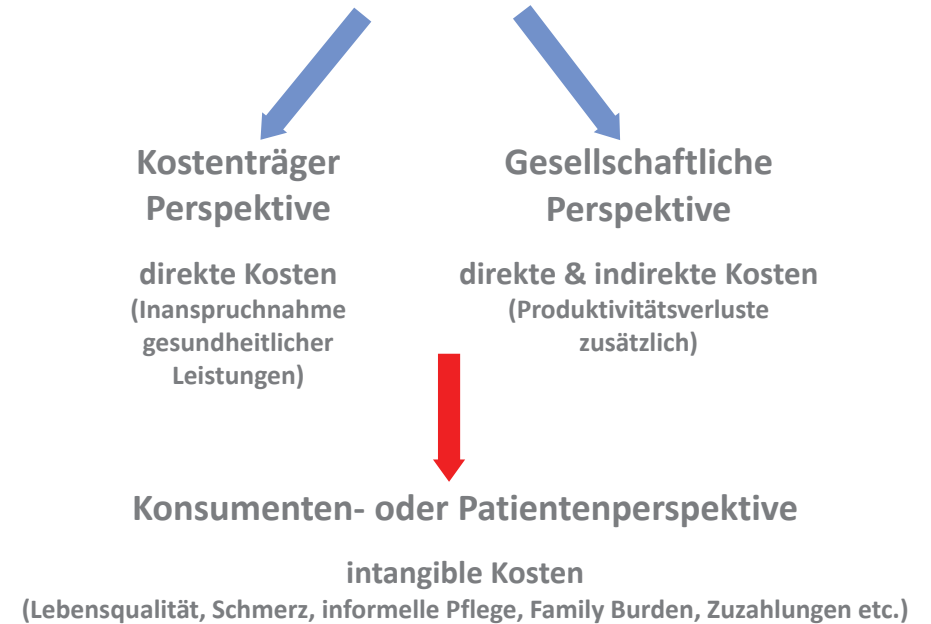 Kostenträger
Perspektive
direkte Kosten
(Inanspruchnahme
gesundheitlicher
Leistungen)
Gesellschaftliche
Perspektive
direkte & indirekte Kosten
(Produktivitätsverluste
zusätzlich)
Konsumenten- oder Patientenperspektive
intangible Kosten
(Lebensqualität, Schmerz, informelle Pflege, Family Burden, Zuzahlungen etc.)